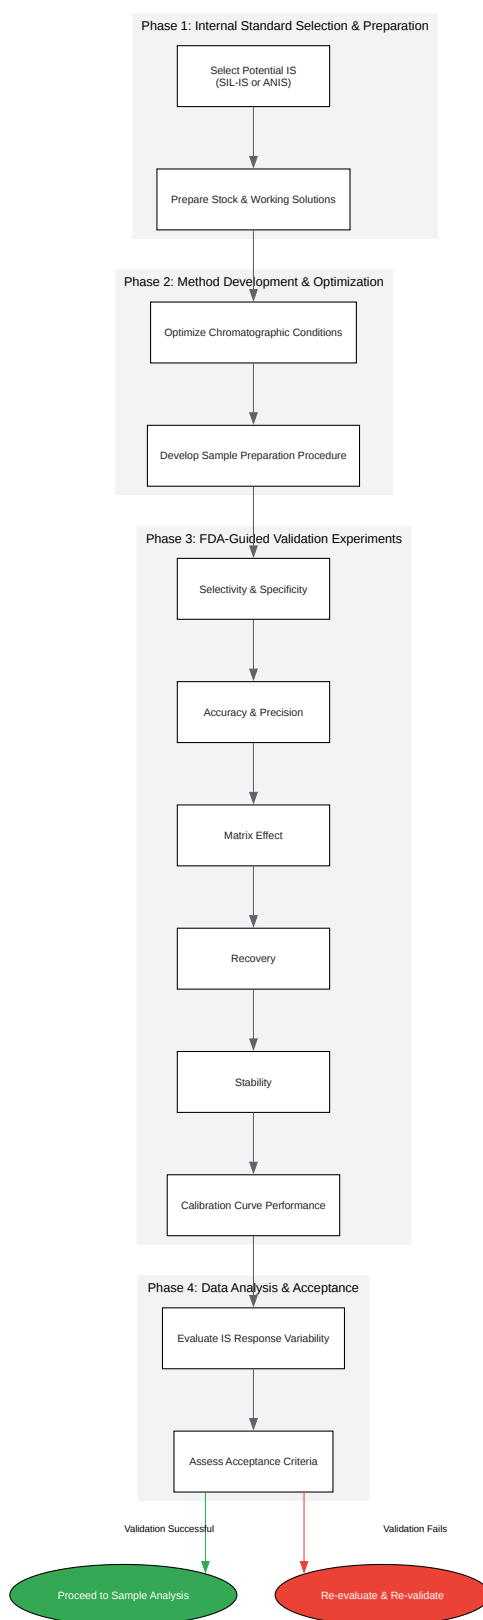 Phase 1: Internal Standard Selection & Preparation
Select Potential IS
(SIL-IS or ANIS)
Prepare Stock & Working Solutions
Phase 2: Method Development & Optimization
Optimize Chromatographic Conditions
Develop Sample Preparation Procedure
Phase 3: FDA-Guided Validation Experiments
Selectivity & Specificity
Accuracy & Precision
Matrix Effect
Recovery
Stability
Calibration Curve Performance
Phase 4: Data Analysis & Acceptance
Evaluate IS Response Variability
Assess Acceptance Criteria
Validation Successful
Validation Fails
Proceed to Sample Analysis
Re-evaluate & Re-validate